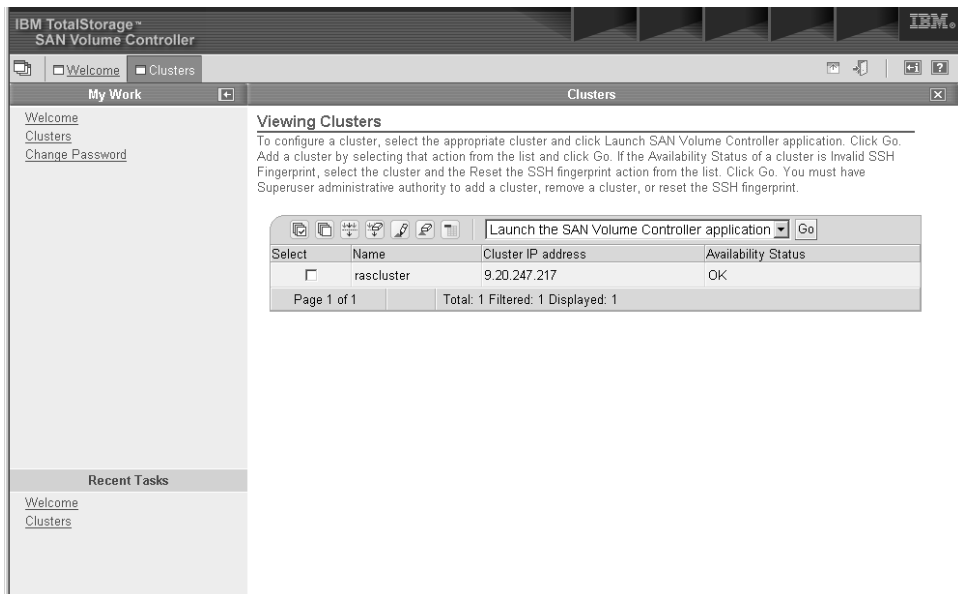 IBM TotalStorage™
SAN Volume Controller
IBM®
Welcome
Clusters
My Work
Clusters
Welcome
Clusters
Change Password
Viewing Clusters
To configure a cluster, select the appropriate cluster and click Launch SAN Volume Controller application. Click Go.
Add a cluster by selecting that action from the list and click Go. If the Availability Status of a cluster is Invalid SSH
Fingerprint, select the cluster and the Reset the SSH fingerprint action from the list. Click Go. You must have
Superuser administrative authority to add a cluster, remove a cluster, or reset the SSH fingerprint.
Launch the SAN Volume Controller application Go
Select Name Cluster IP address Availability Status
rascluster 9.20.247.217 OK
Page 1 of 1 Total: 1 Filtered: 1 Displayed: 1
Recent Tasks
Welcome
Clusters